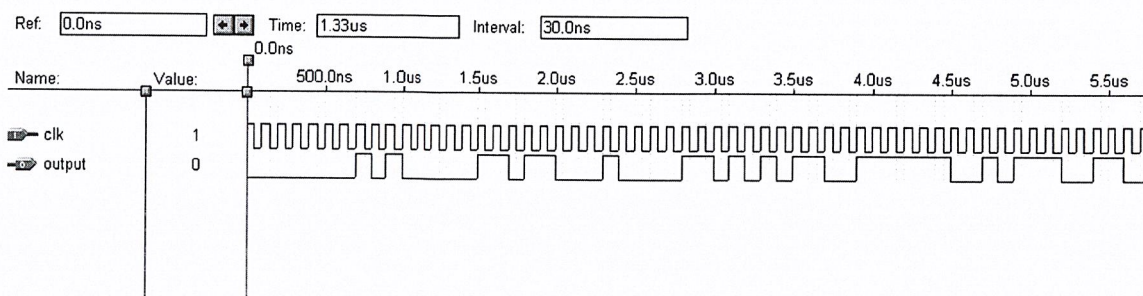 Ref: 0.0ns Time: 1.33us Interval: 30.0ns
0.0ns
Name: Value: 500.0ns 1.0us 1.5us 2.0us 2.5us 3.0us 3.5us 4.0us 4.5us 5.0us 5.5us
clk 1
output 0